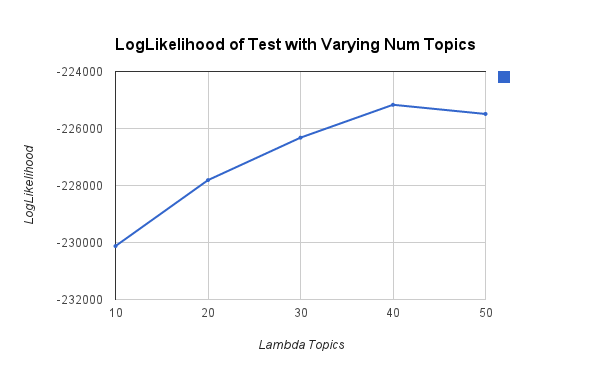 LogLikelihood of Test with Varying Num Topics
-224000
-226000
-228000
-230000
-232000
LogLikelihood
10 20 30 40 50
Lambda Topics